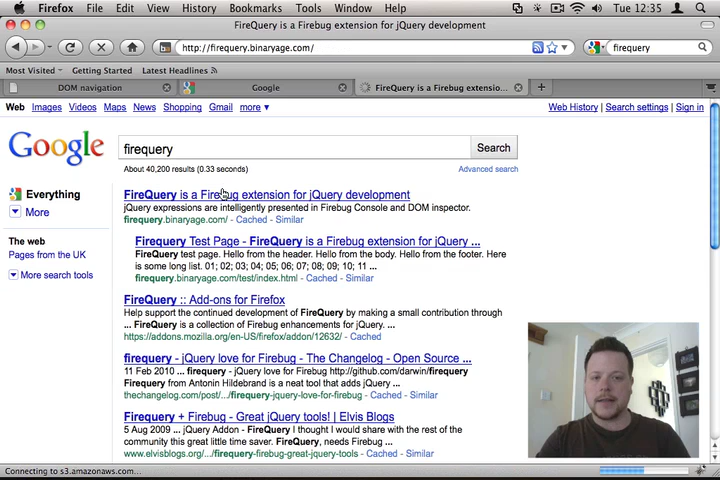 Firefox File Edit View History Bookmarks Tools Window Help Tue 12:35
FireQuery is a Firebug extension for jQuery development
http://firequery.binaryage.com/ firequery
Most Visited Getting Started Latest Headlines
DOM navigation Google FireQuery is a Firebug extensio...
Web Images Videos Maps News Shopping Gmail more Web History | Search settings | Sign in
Google firequery Search
About 40,200 results (0.33 seconds) Advanced search
Everything
More
The web
Pages from the UK
More search tools
FireQuery is a Firebug extension for jQuery development
jQuery expressions are intelligently presented in Firebug Console and DOM inspector.
firequery.binaryage.com/ - Cached - Similar
Firequery Test Page - FireQuery is a Firebug extension for jQuery ...
FireQuery test page. Hello from the header. Hello from the body. Hello from the footer. Here
is some long list. 01; 02; 03; 04; 05; 06; 07; 08; 09; 10; 11 ...
firequery.binaryage.com/test/index.html - Cached - Similar
FireQuery :: Add-ons for Firefox
Help support the continued development of FireQuery by making a small contribution through
... FireQuery is a collection of Firebug enhancements for jQuery. ...
https://addons.mozilla.org/en-US/firefox/addon/12632/ - Cached
firequery - jQuery love for Firebug - The Changelog - Open Source ...
11 Feb 2010 ... firequery - jQuery love for Firebug http://github.com/darwin/firequery
Firequery from Antonin Hildebrand is a neat tool that adds jQuery ...
thechangelog.com/post/.../firequery-jquery-love-for-firebug - Cached - Similar
Firequery + Firebug - Great jQuery tools! | Elvis Blogs
5 Aug 2009 ... jQuery Addon - FireQuery I thought I would share with the rest of the
community this great little time saver. FireQuery, needs Firebug ...
www.elvisblogs.org/.../firequery-firebug-great-jquery-tools - Cached - Similar
Connecting to s3.amazonaws.com...